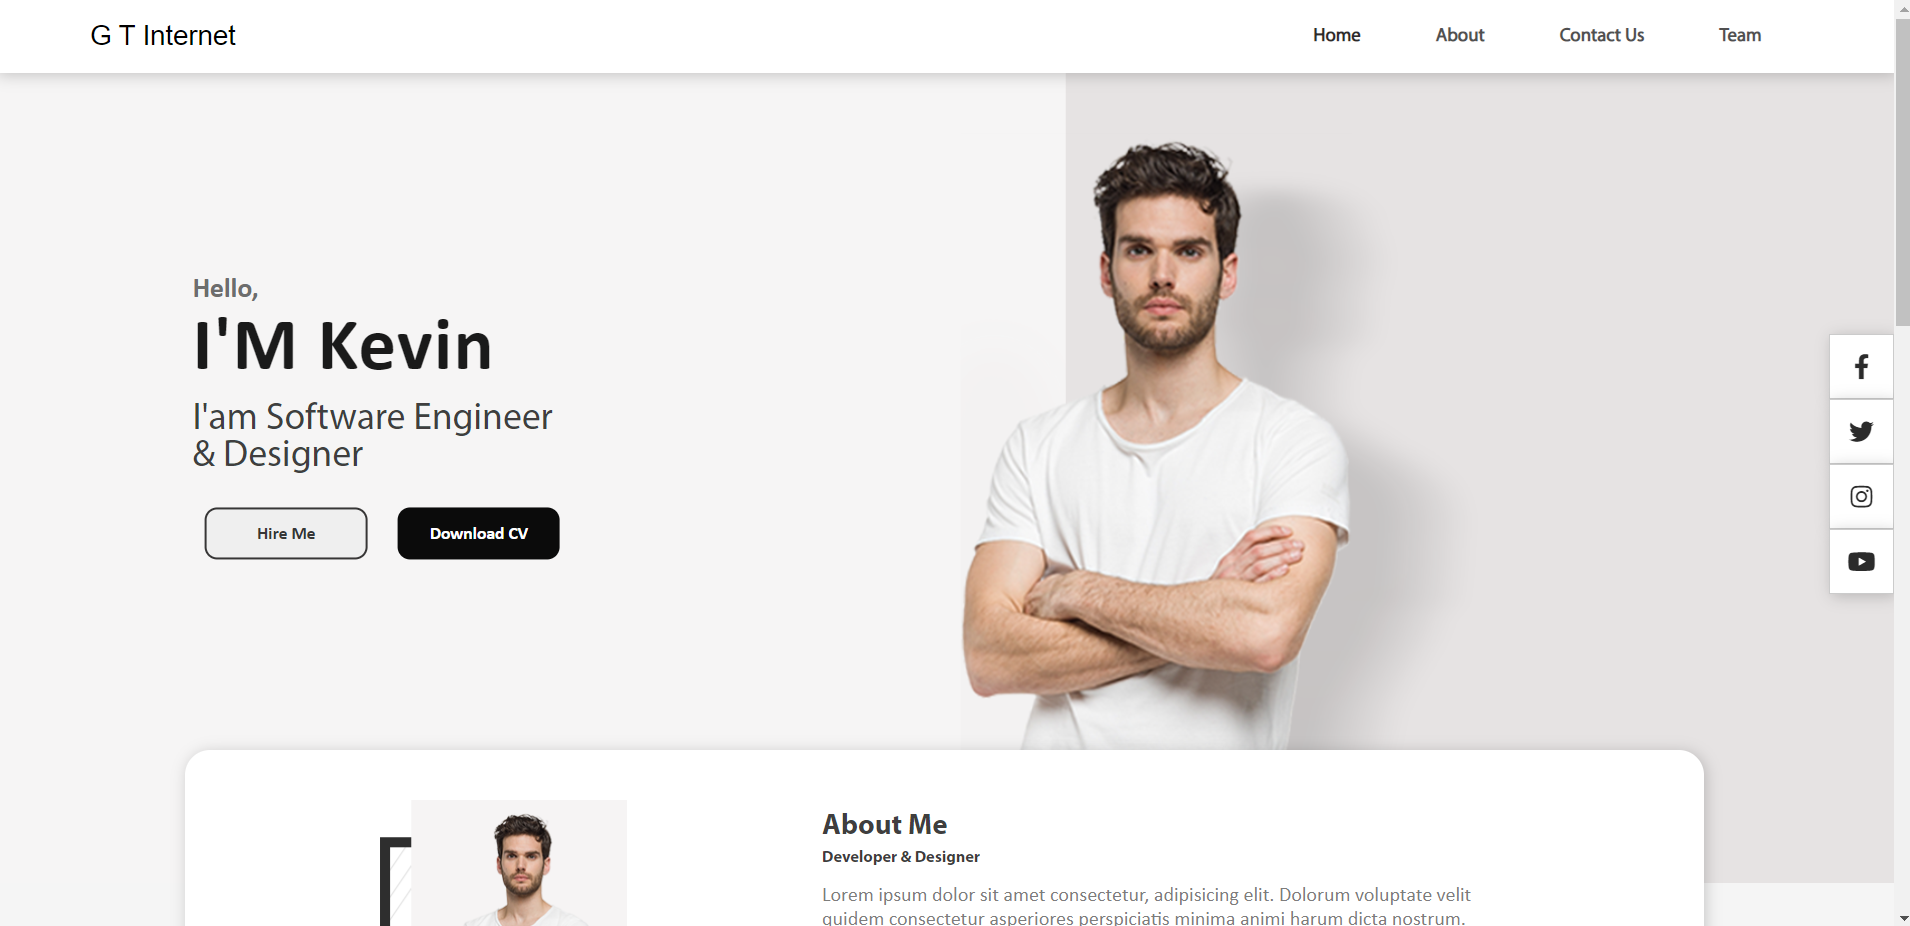 G T Internet
Home About Contact Us Team
Hello,
I'M Kevin
I'am Software Engineer
& Designer
Hire Me Download CV
About Me
Developer & Designer
Lorem ipsum dolor sit amet consectetur, adipisicing elit. Dolorum voluptate velit
quidem consectetur asperiores perspiciatis minima animi harum dicta nostrum.